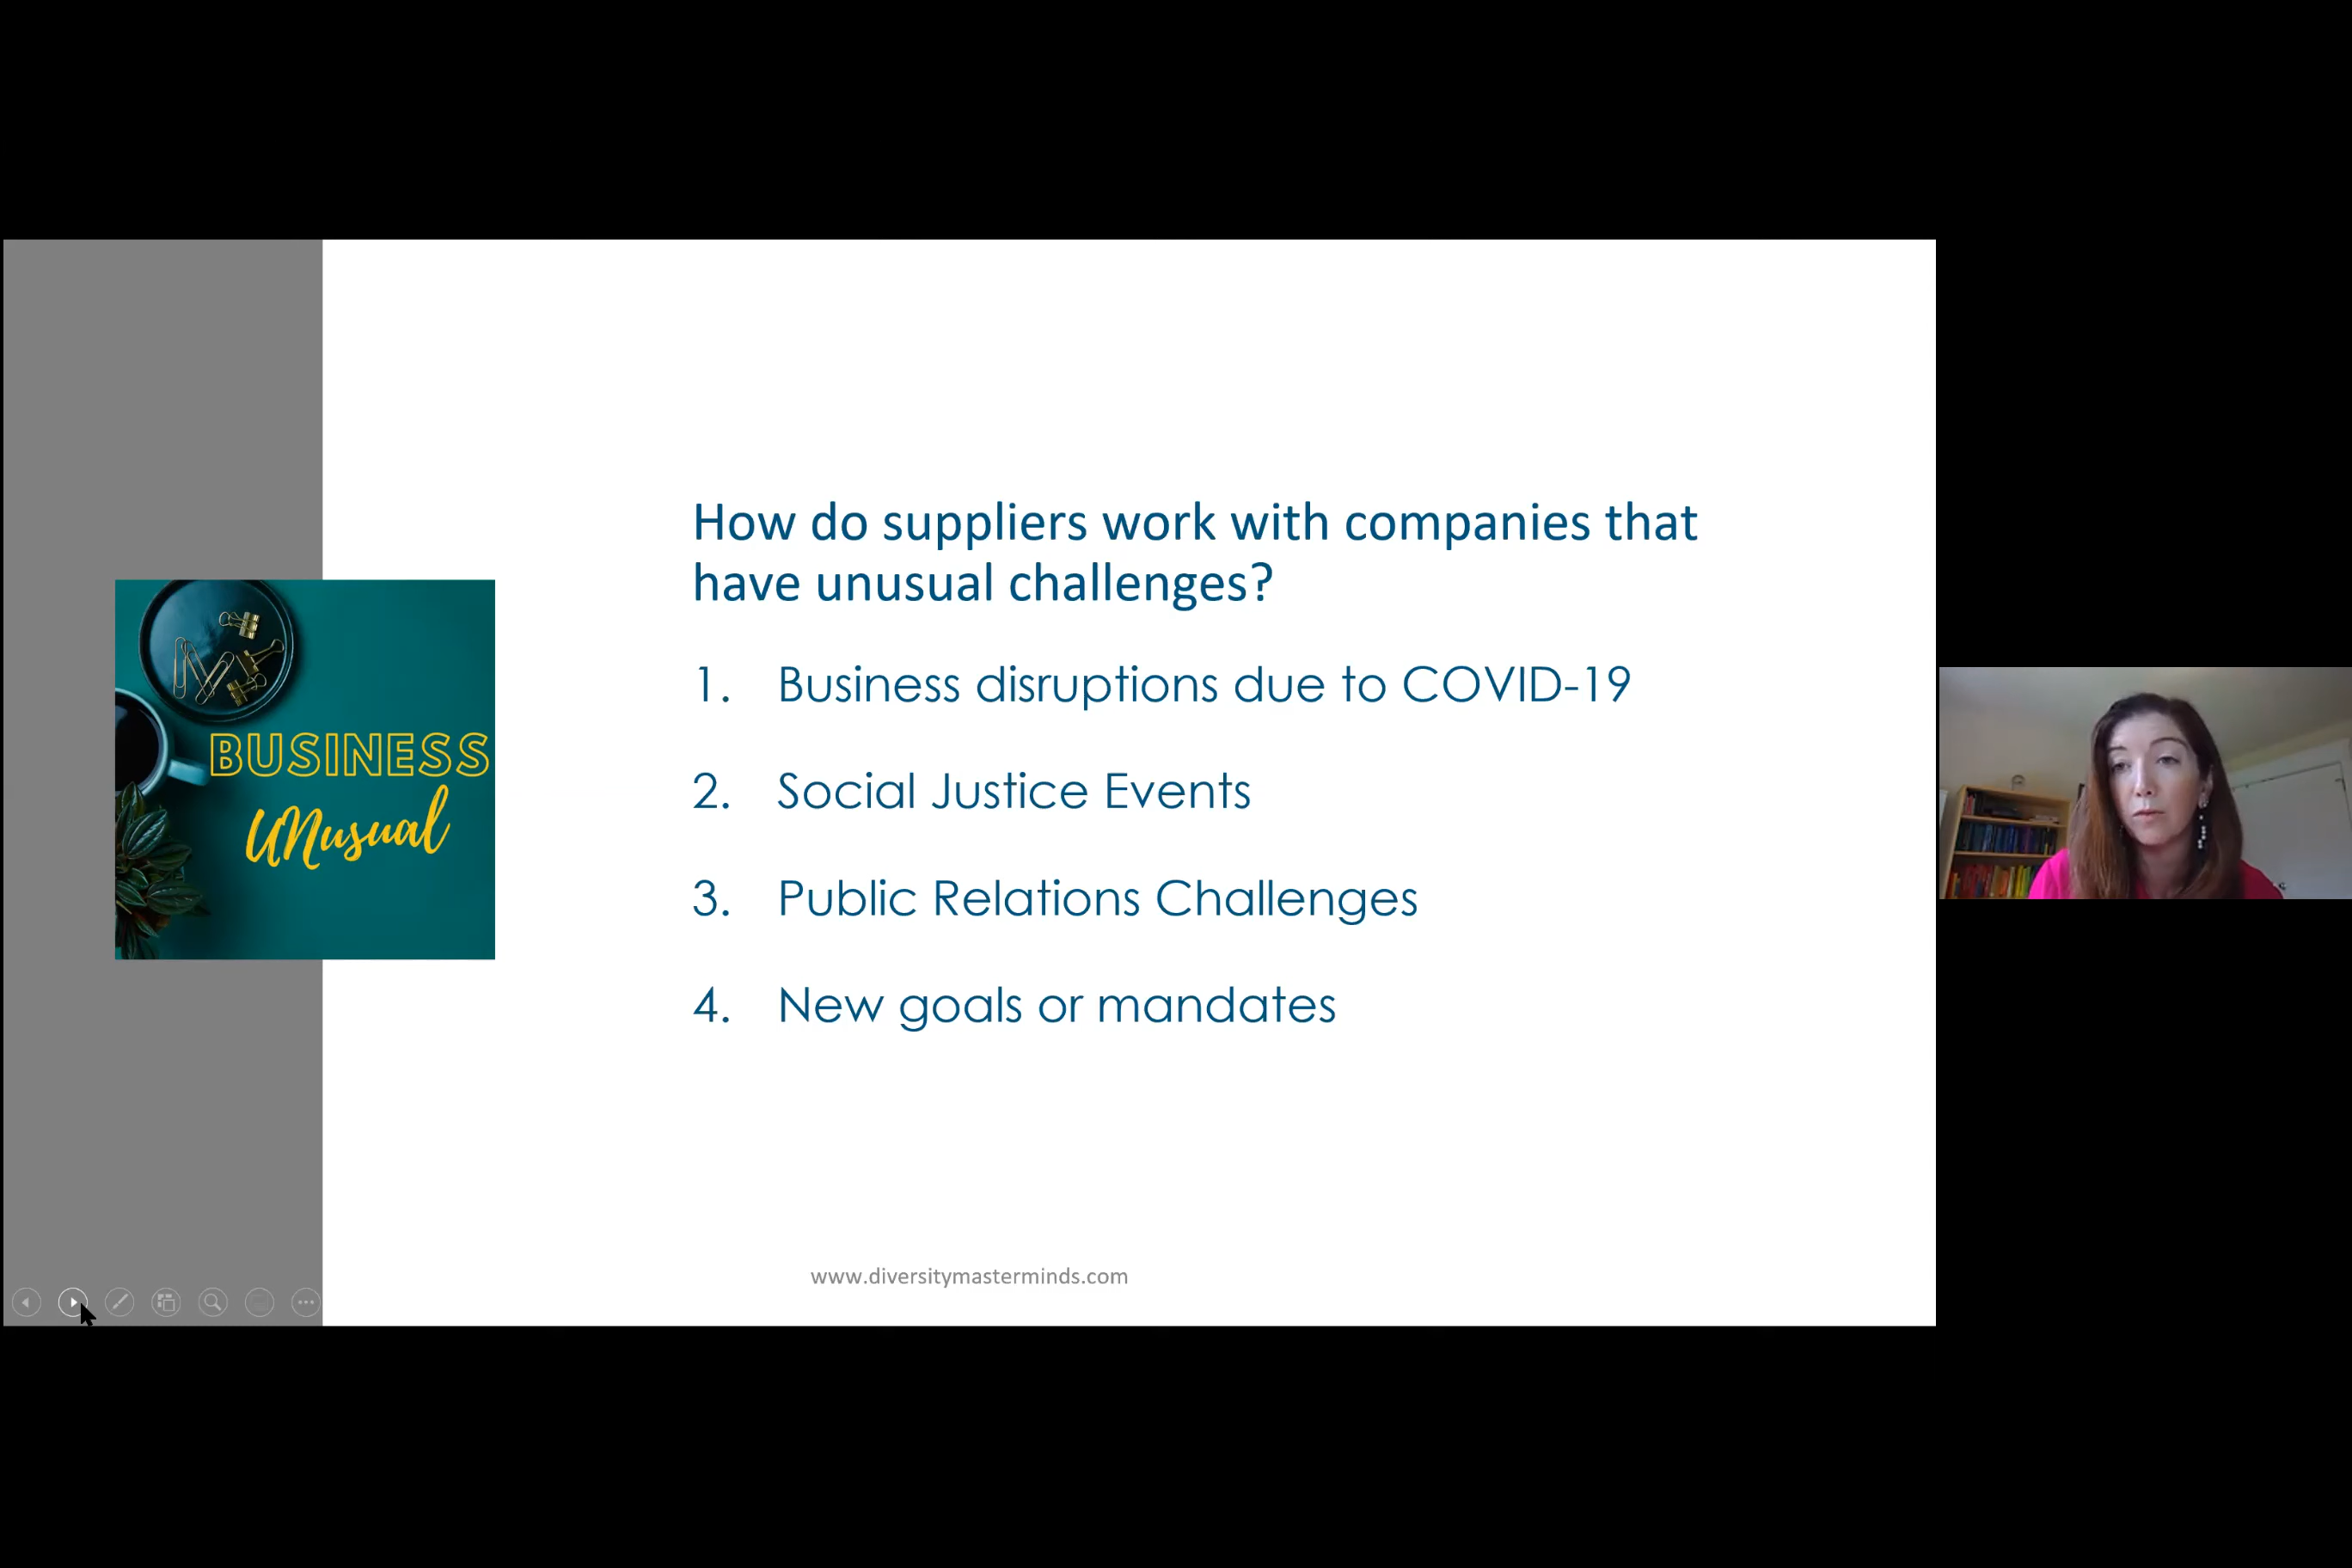 BUSINESS
UNusual
How do suppliers work with companies that
have unusual challenges?
1. Business disruptions due to COVID-19
2. Social Justice Events
3. Public Relations Challenges
4. New goals or mandates
www.diversitymasterminds.com